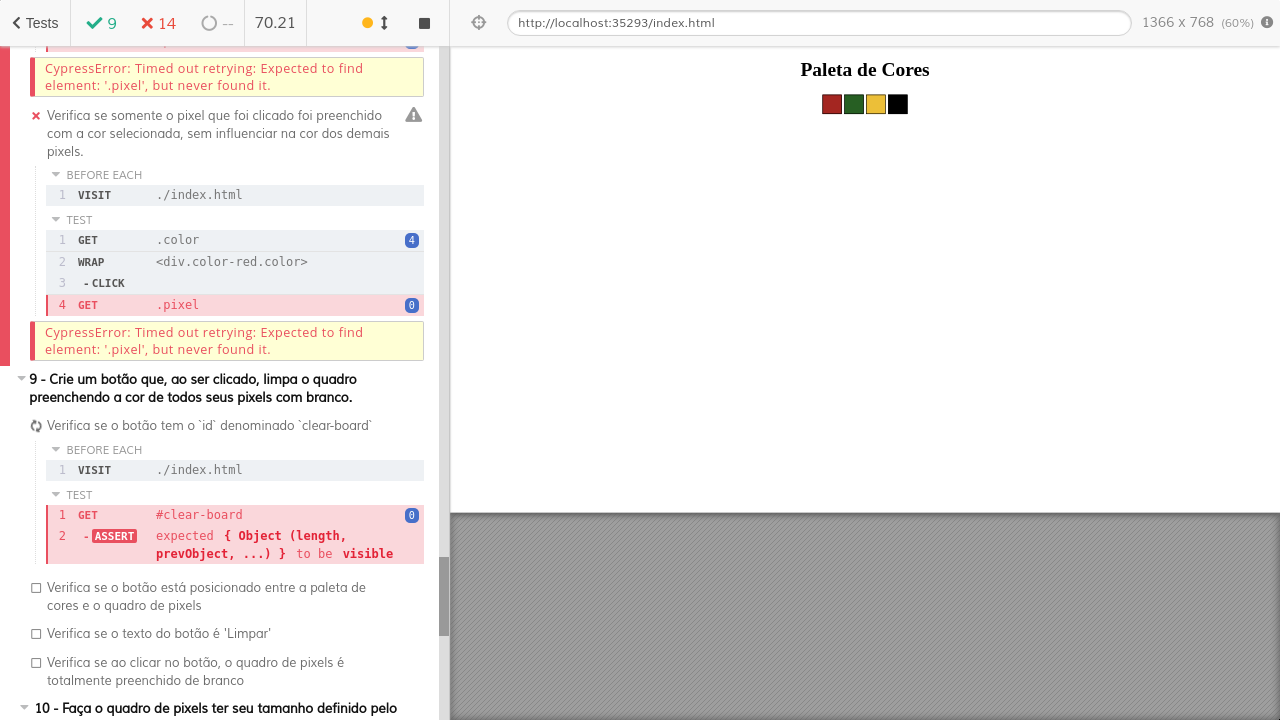 Tests
9
14
--
70.21
http://localhost:35293/index.html
1366 x 768 (60%)
CypressError: Timed out retrying: Expected to find
element: '.pixel', but never found it.
Verifica se somente o pixel que foi clicado foi preenchido
com a cor selecionada, sem influenciar na cor dos demais
pixels.
BEFORE EACH
1 VISIT ./index.html
TEST
1 GET .color 4
2 WRAP <div.color-red.color>
3 -CLICK
4 GET .pixel 0
CypressError: Timed out retrying: Expected to find
element: '.pixel', but never found it.
9 - Crie um botão que, ao ser clicado, limpa o quadro
preenchendo a cor de todos seus pixels com branco.
Verifica se o botão tem o `id` denominado `clear-board`
BEFORE EACH
1 VISIT ./index.html
TEST
1 GET #clear-board 0
2 -ASSERT expected { Object (length,
prevObject, ...) } to be visible
Verifica se o botão está posicionado entre a paleta de
cores e o quadro de pixels
Verifica se o texto do botão é 'Limpar'
Verifica se ao clicar no botão, o quadro de pixels é
totalmente preenchido de branco
10 - Faça o quadro de pixels ter seu tamanho definido pelo
Paleta de Cores